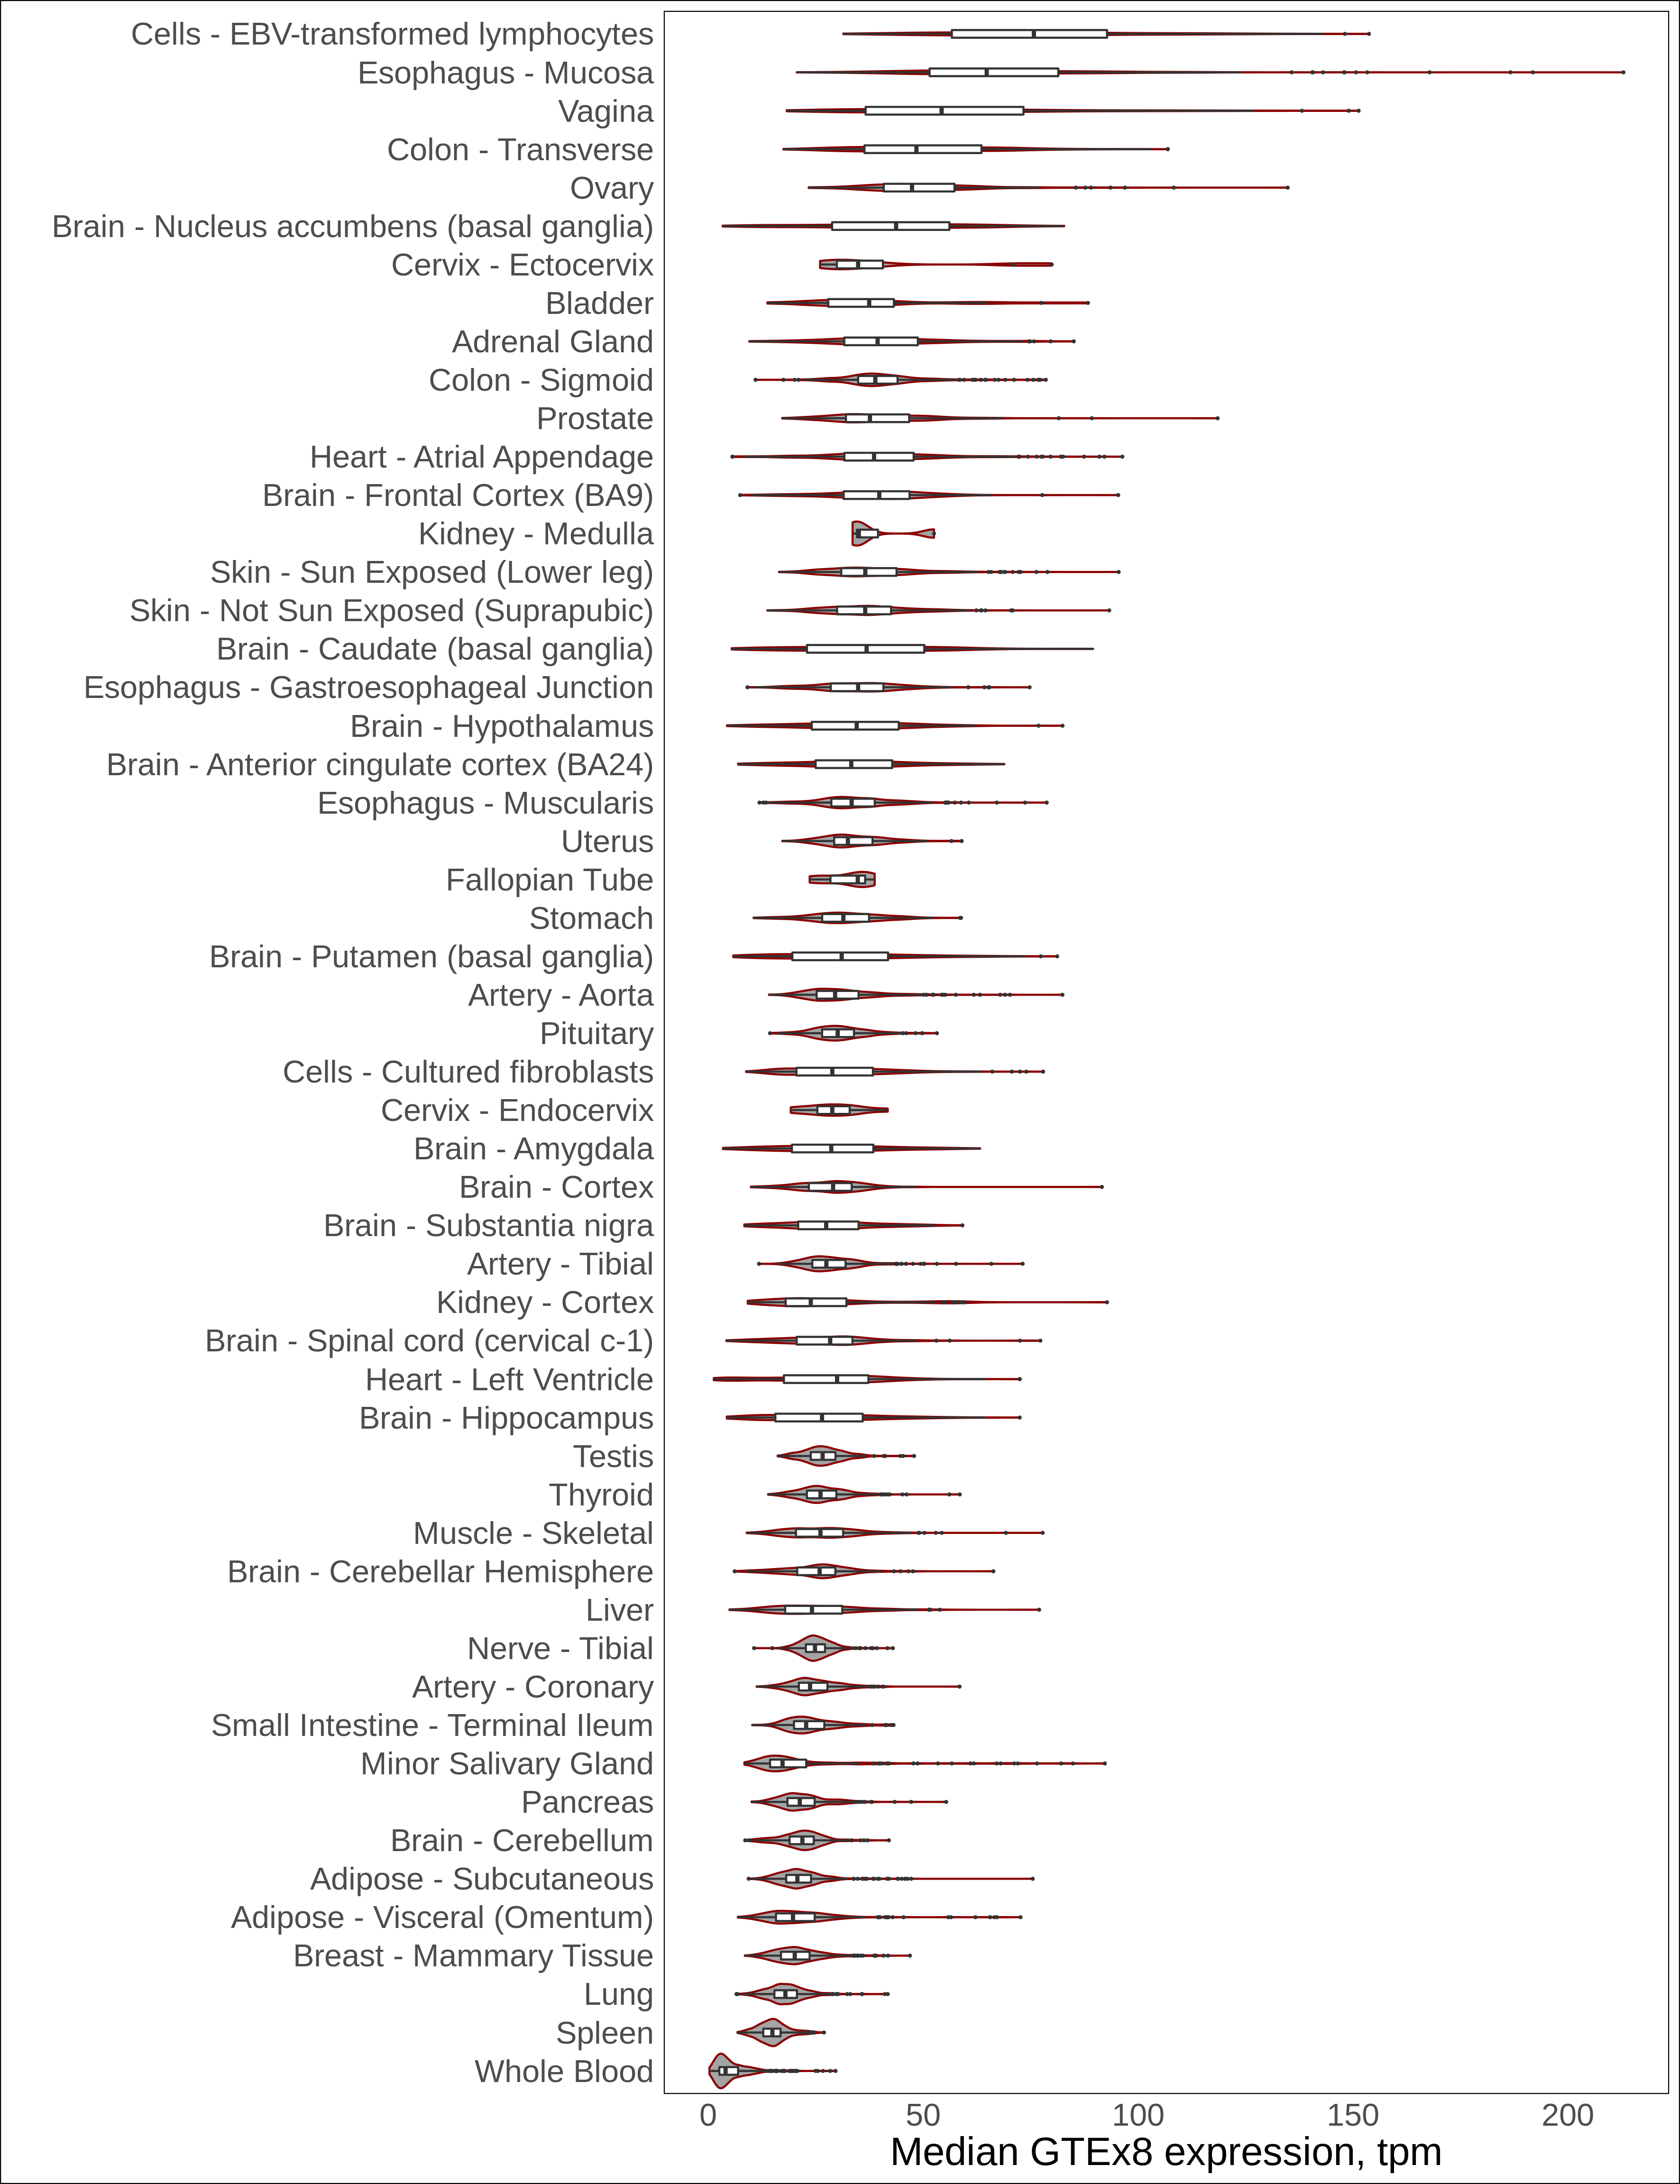 Cells - EBV-transformed lymphocytes
Esophagus - Mucosa
Vagina
Colon - Transverse
Ovary
Brain - Nucleus accumbens (basal ganglia)
Cervix - Ectocervix
Bladder
Adrenal Gland
Colon - Sigmoid
Prostate
Heart - Atrial Appendage
Brain - Frontal Cortex (BA9)
Kidney - Medulla
Skin - Sun Exposed (Lower leg)
Skin - Not Sun Exposed (Suprapubic)
Brain - Caudate (basal ganglia)
Esophagus - Gastroesophageal Junction
Brain - Hypothalamus
Brain - Anterior cingulate cortex (BA24)
Esophagus - Muscularis
Uterus
Fallopian Tube
Stomach
Brain - Putamen (basal ganglia)
Artery - Aorta
Pituitary
Cells - Cultured fibroblasts
Cervix - Endocervix
Brain - Amygdala
Brain - Cortex
Brain - Substantia nigra
Artery - Tibial
Kidney - Cortex
Brain - Spinal cord (cervical c-1)
Heart - Left Ventricle
Brain - Hippocampus
Testis
Thyroid
Muscle - Skeletal
Brain - Cerebellar Hemisphere
Liver
Nerve - Tibial
Artery - Coronary
Small Intestine - Terminal Ileum
Minor Salivary Gland
Pancreas
Brain - Cerebellum
Adipose - Subcutaneous
Adipose - Visceral (Omentum)
Breast - Mammary Tissue
Lung
Spleen
Whole Blood
0 50 100 150 200
Median GTEx8 expression, tpm